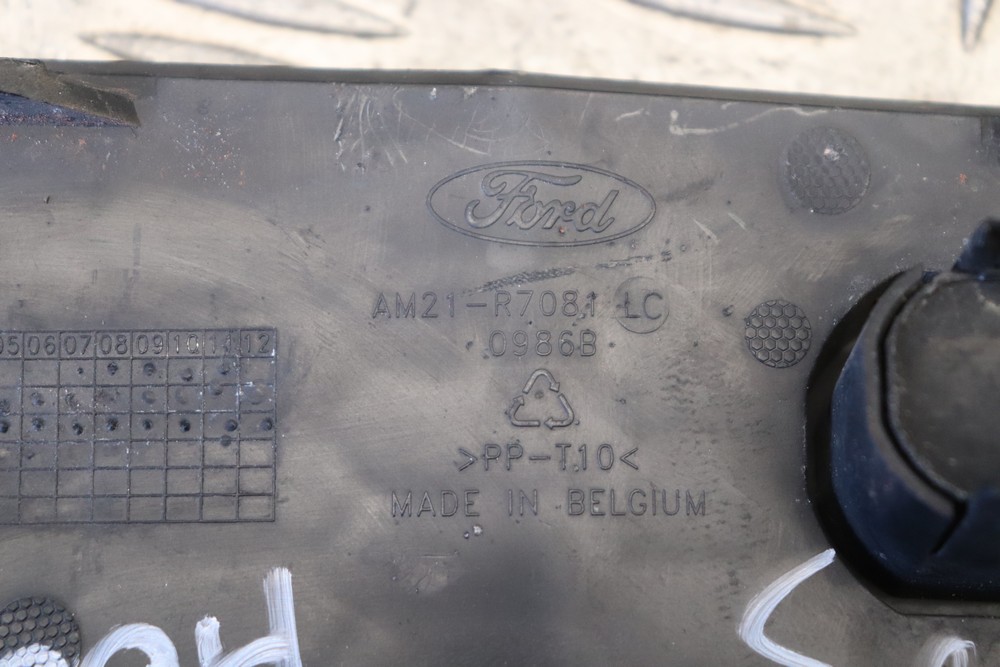 Ford
AM21-R7081 LC
0986B
05 06 07 08 09 10 11 12
>PP-T10<
MADE IN BELGIUM